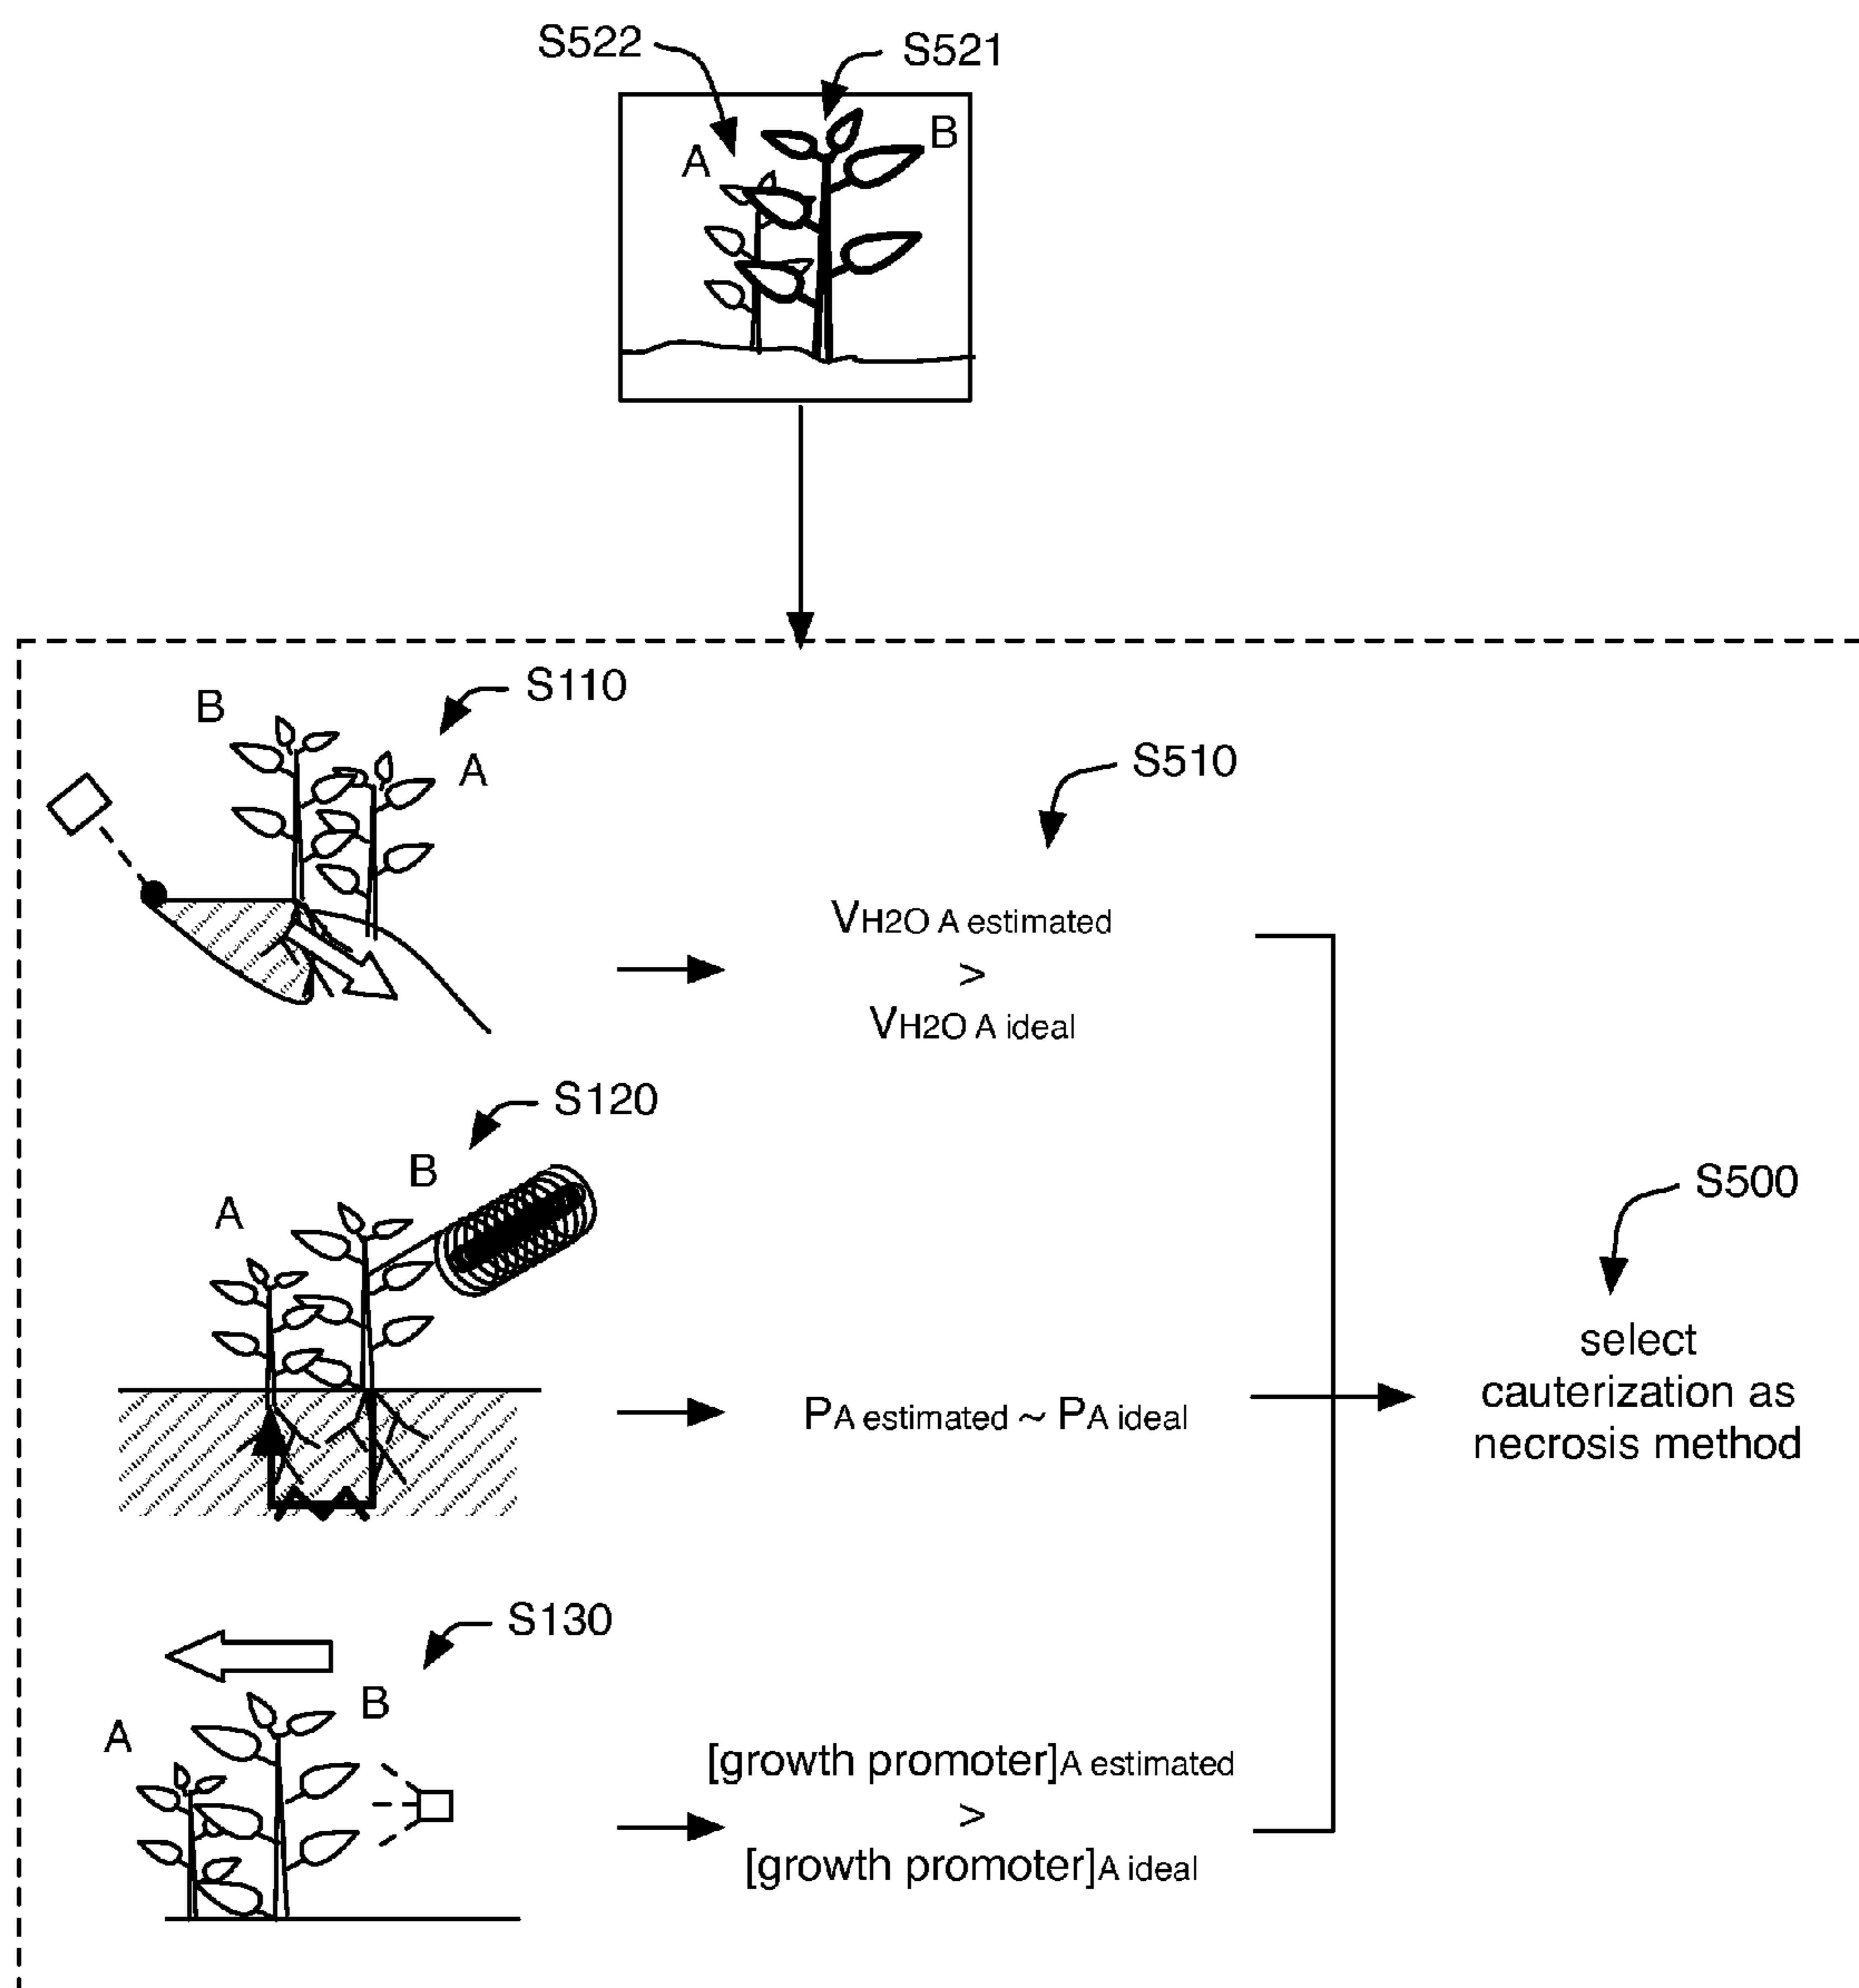 S522
S521
A
B
S110
B
A
S510
VH2O A estimated
>
VH2O A ideal
S120
B
A
S500
select
cauterization as
necrosis method
PA estimated ~ PA ideal
S130
B
A
[growth promoter]A estimated
>
[growth promoter]A ideal